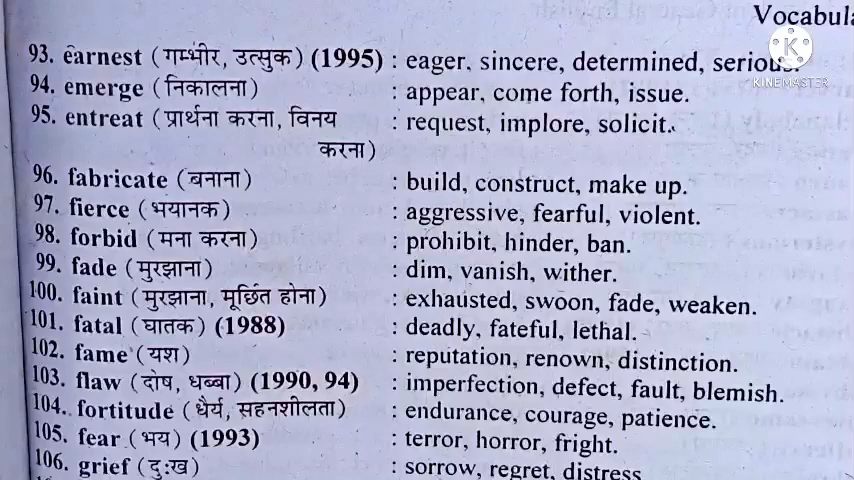 Vocabula
93. earnest (गम्भीर, उत्सुक) (1995) : eager, sincere, determined, serious.
94. emerge (निकालना) : appear, come forth, issue.
95. entreat (प्रार्थना करना, विनय : request, implore, solicit.
करना)
96. fabricate (बनाना) : build, construct, make up.
97. fierce (भयानक) : aggressive, fearful, violent.
98. forbid (मना करना) : prohibit, hinder, ban.
99. fade (मुरझाना) : dim, vanish, wither.
100. faint (मुरझाना, मूर्छित होना) : exhausted, swoon, fade, weaken.
101. fatal (घातक) (1988) : deadly, fateful, lethal.
102. fame (यश) : reputation, renown, distinction.
103. flaw (दोष, धब्बा) (1990, 94) : imperfection, defect, fault, blemish.
104. fortitude (धैर्य, सहनशीलता) : endurance, courage, patience.
105. fear (भय) (1993) : terror, horror, fright.
106. grief (दुःख) : sorrow, regret, distress
K
KINEMASTER